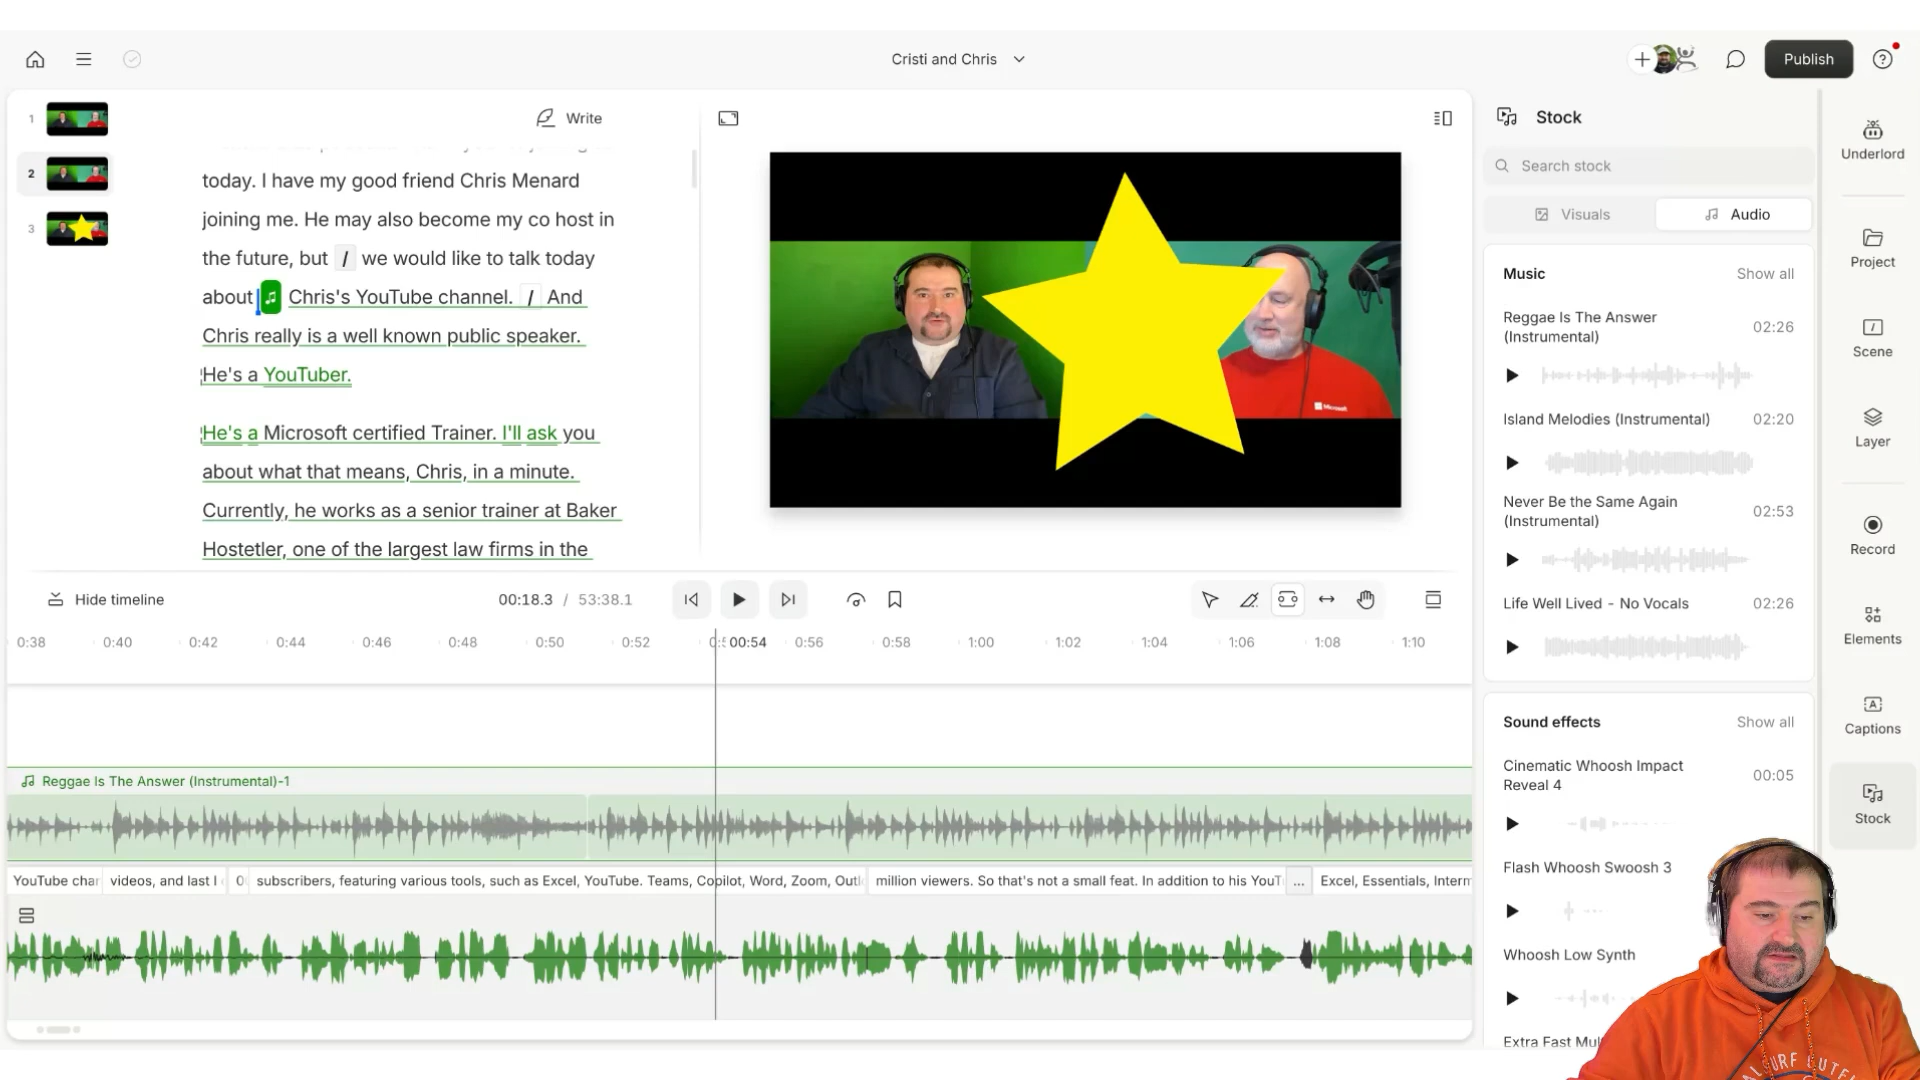 Cristi and Chris
Publish
1
2
3
Write
today. I have my good friend Chris Menard
joining me. He may also become my co host in
the future, but / we would like to talk today
about Chris's YouTube channel. / And
Chris really is a well known public speaker.
He's a YouTuber.
He's a Microsoft certified Trainer. I'll ask you
about what that means, Chris, in a minute.
Currently, he works as a senior trainer at Baker
Hostetler, one of the largest law firms in the
Microsoft
Stock
Search stock
Visuals
Audio
Music
Show all
Reggae Is The Answer
(Instrumental)
02:26
Island Melodies (Instrumental)
02:20
Never Be the Same Again
(Instrumental)
02:53
Life Well Lived - No Vocals
02:26
Sound effects
Show all
Cinematic Whoosh Impact
Reveal 4
00:05
Flash Whoosh Swoosh 3
Whoosh Low Synth
Extra Fast
Underlord
Project
Scene
Layer
Record
Elements
Captions
Stock
Hide timeline
00:18.3 / 53:38.1
0:38 0:40 0:42 0:44 0:46 0:48 0:50 0:52 00:54 0:56 0:58 1:00 1:02 1:04 1:06 1:08 1:10
Reggae Is The Answer (Instrumental)-1
YouTube char videos, and last I subscribers, featuring various tools, such as Excel, YouTube. Teams, Copilot, Word, Zoom, Outl million viewers. So that's not a small feat. In addition to his YouT ... Excel, Essentials, Interm